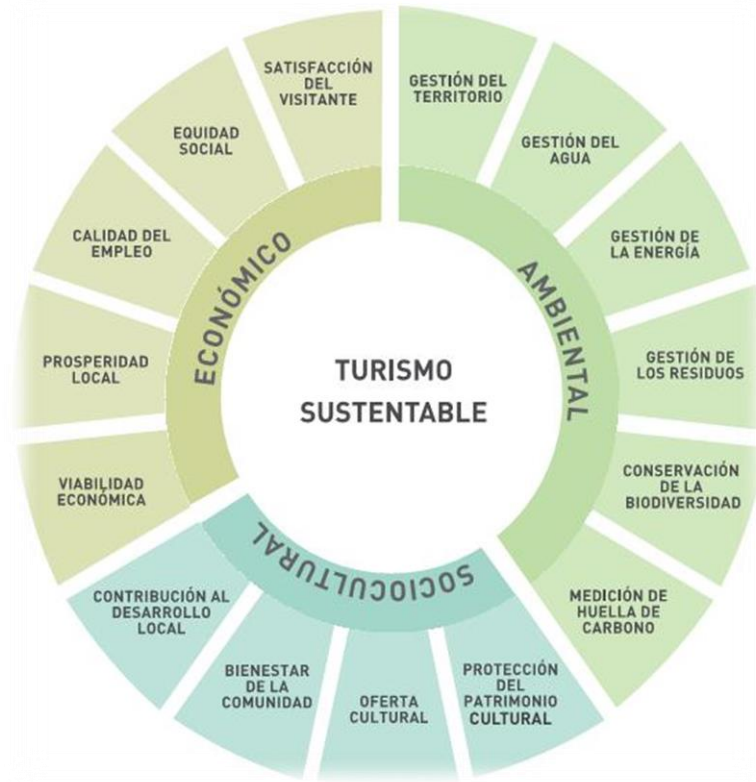 TURISMO
SUSTENTABLE
AMBIENTAL
GESTIÓN DEL
TERRITORIO
GESTIÓN DEL
AGUA
GESTIÓN DE
LA ENERGÍA
GESTIÓN DE
LOS RESIDUOS
CONSERVACIÓN
DE LA
BIODIVERSIDAD
MEDICIÓN DE
HUELLA DE
CARBONO
SOCIOCULTURAL
PROTECCIÓN
DEL
PATRIMONIO
CULTURAL
OFERTA
CULTURAL
BIENESTAR
DE LA
COMUNIDAD
CONTRIBUCIÓN AL
DESARROLLO
LOCAL
ECONÓMICO
VIABILIDAD
ECONÓMICA
PROSPERIDAD
LOCAL
CALIDAD DEL
EMPLEO
EQUIDAD
SOCIAL
SATISFACCIÓN
DEL
VISITANTE